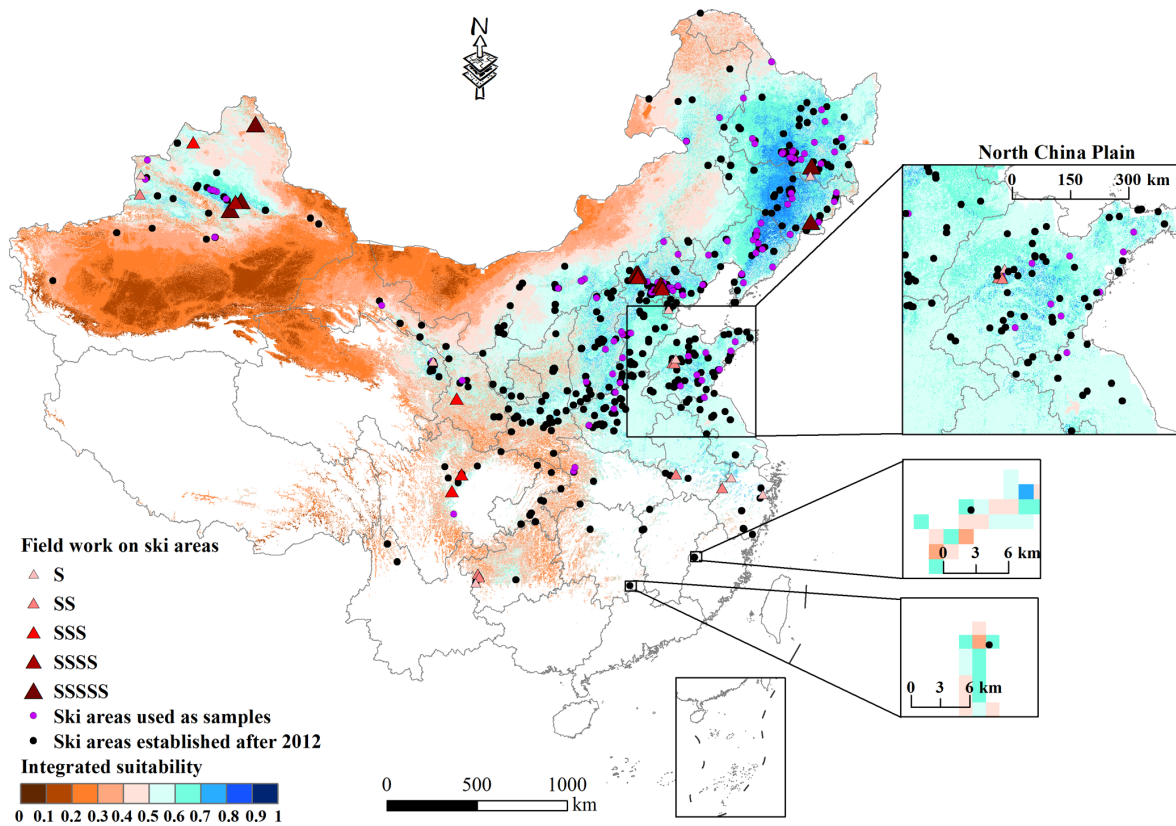 N
North China Plain
0 150 300 km
0 3 6 km
0 3 6 km
Field work on ski areas
S
SS
SSS
SSSS
SSSSS
Ski areas used as samples
Ski areas established after 2012
Integrated suitability
0 0.1 0.2 0.3 0.4 0.5 0.6 0.7 0.8 0.9 1
0 500 1000
km